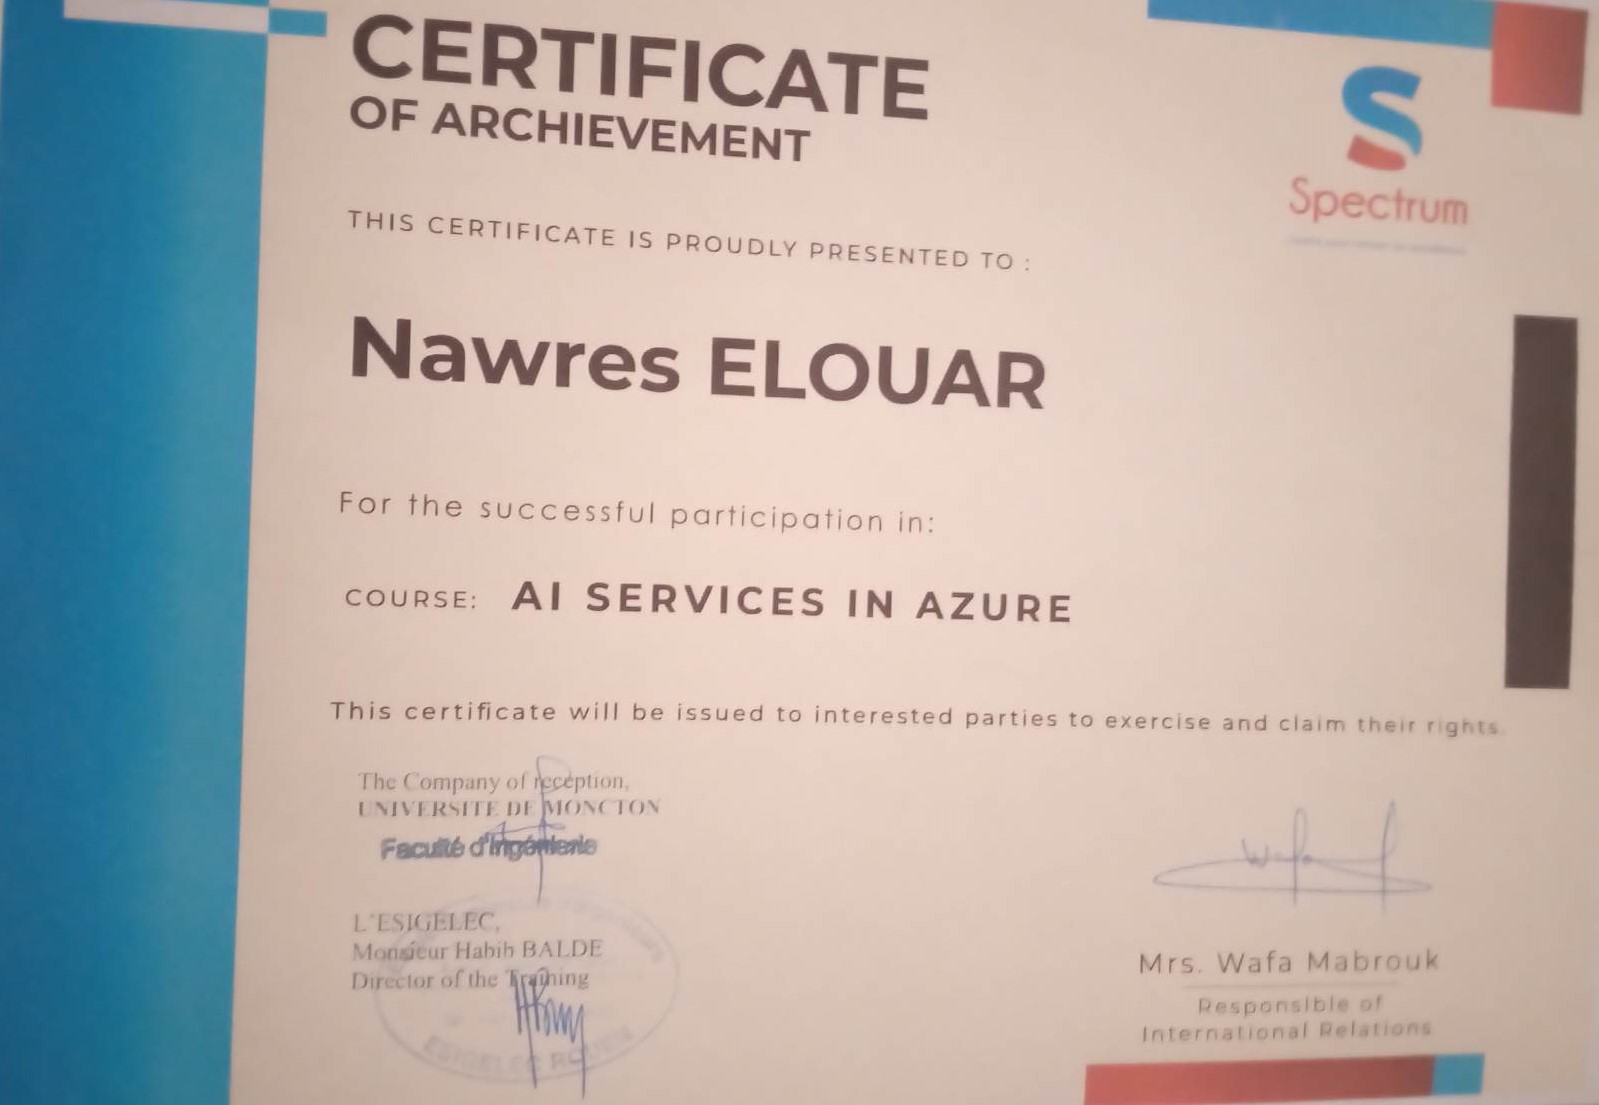 CERTIFICATE
OF ARCHIEVEMENT
Spectrum
THIS CERTIFICATE IS PROUDLY PRESENTED TO :
Nawres ELOUAR
For the successful participation in:
COURSE: AI SERVICES IN AZURE
This certificate will be issued to interested parties to exercise and claim their rights.
The Company of reception,
UNIVERSITE DE MONCTON
Faculté d'Ingénierie
L'ESIGELEC,
Monsieur Habib BALDE
Director of the Training
ESIGELEC ROUEN
Mrs. Wafa Mabrouk
Responsible of
International Relations